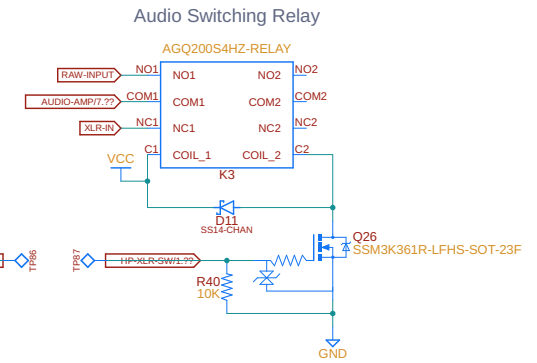 Audio Switching Relay
AGQ200S4HZ-RELAY
RAW-INPUT NO1 NO1 NO2 NO2
AUDIO-AMP/7.?? COM1 COM1 COM2 COM2
XLR-IN NC1 NC1 NC2 NC2
C1 COIL_1 COIL_2 C2
VCC
K3
D11
SS14-CHAN
Q26
SSM3K361R-LFHS-SOT-23F
TP86
TP87
HP-XLR-SW/1.??
R40
10K
GND